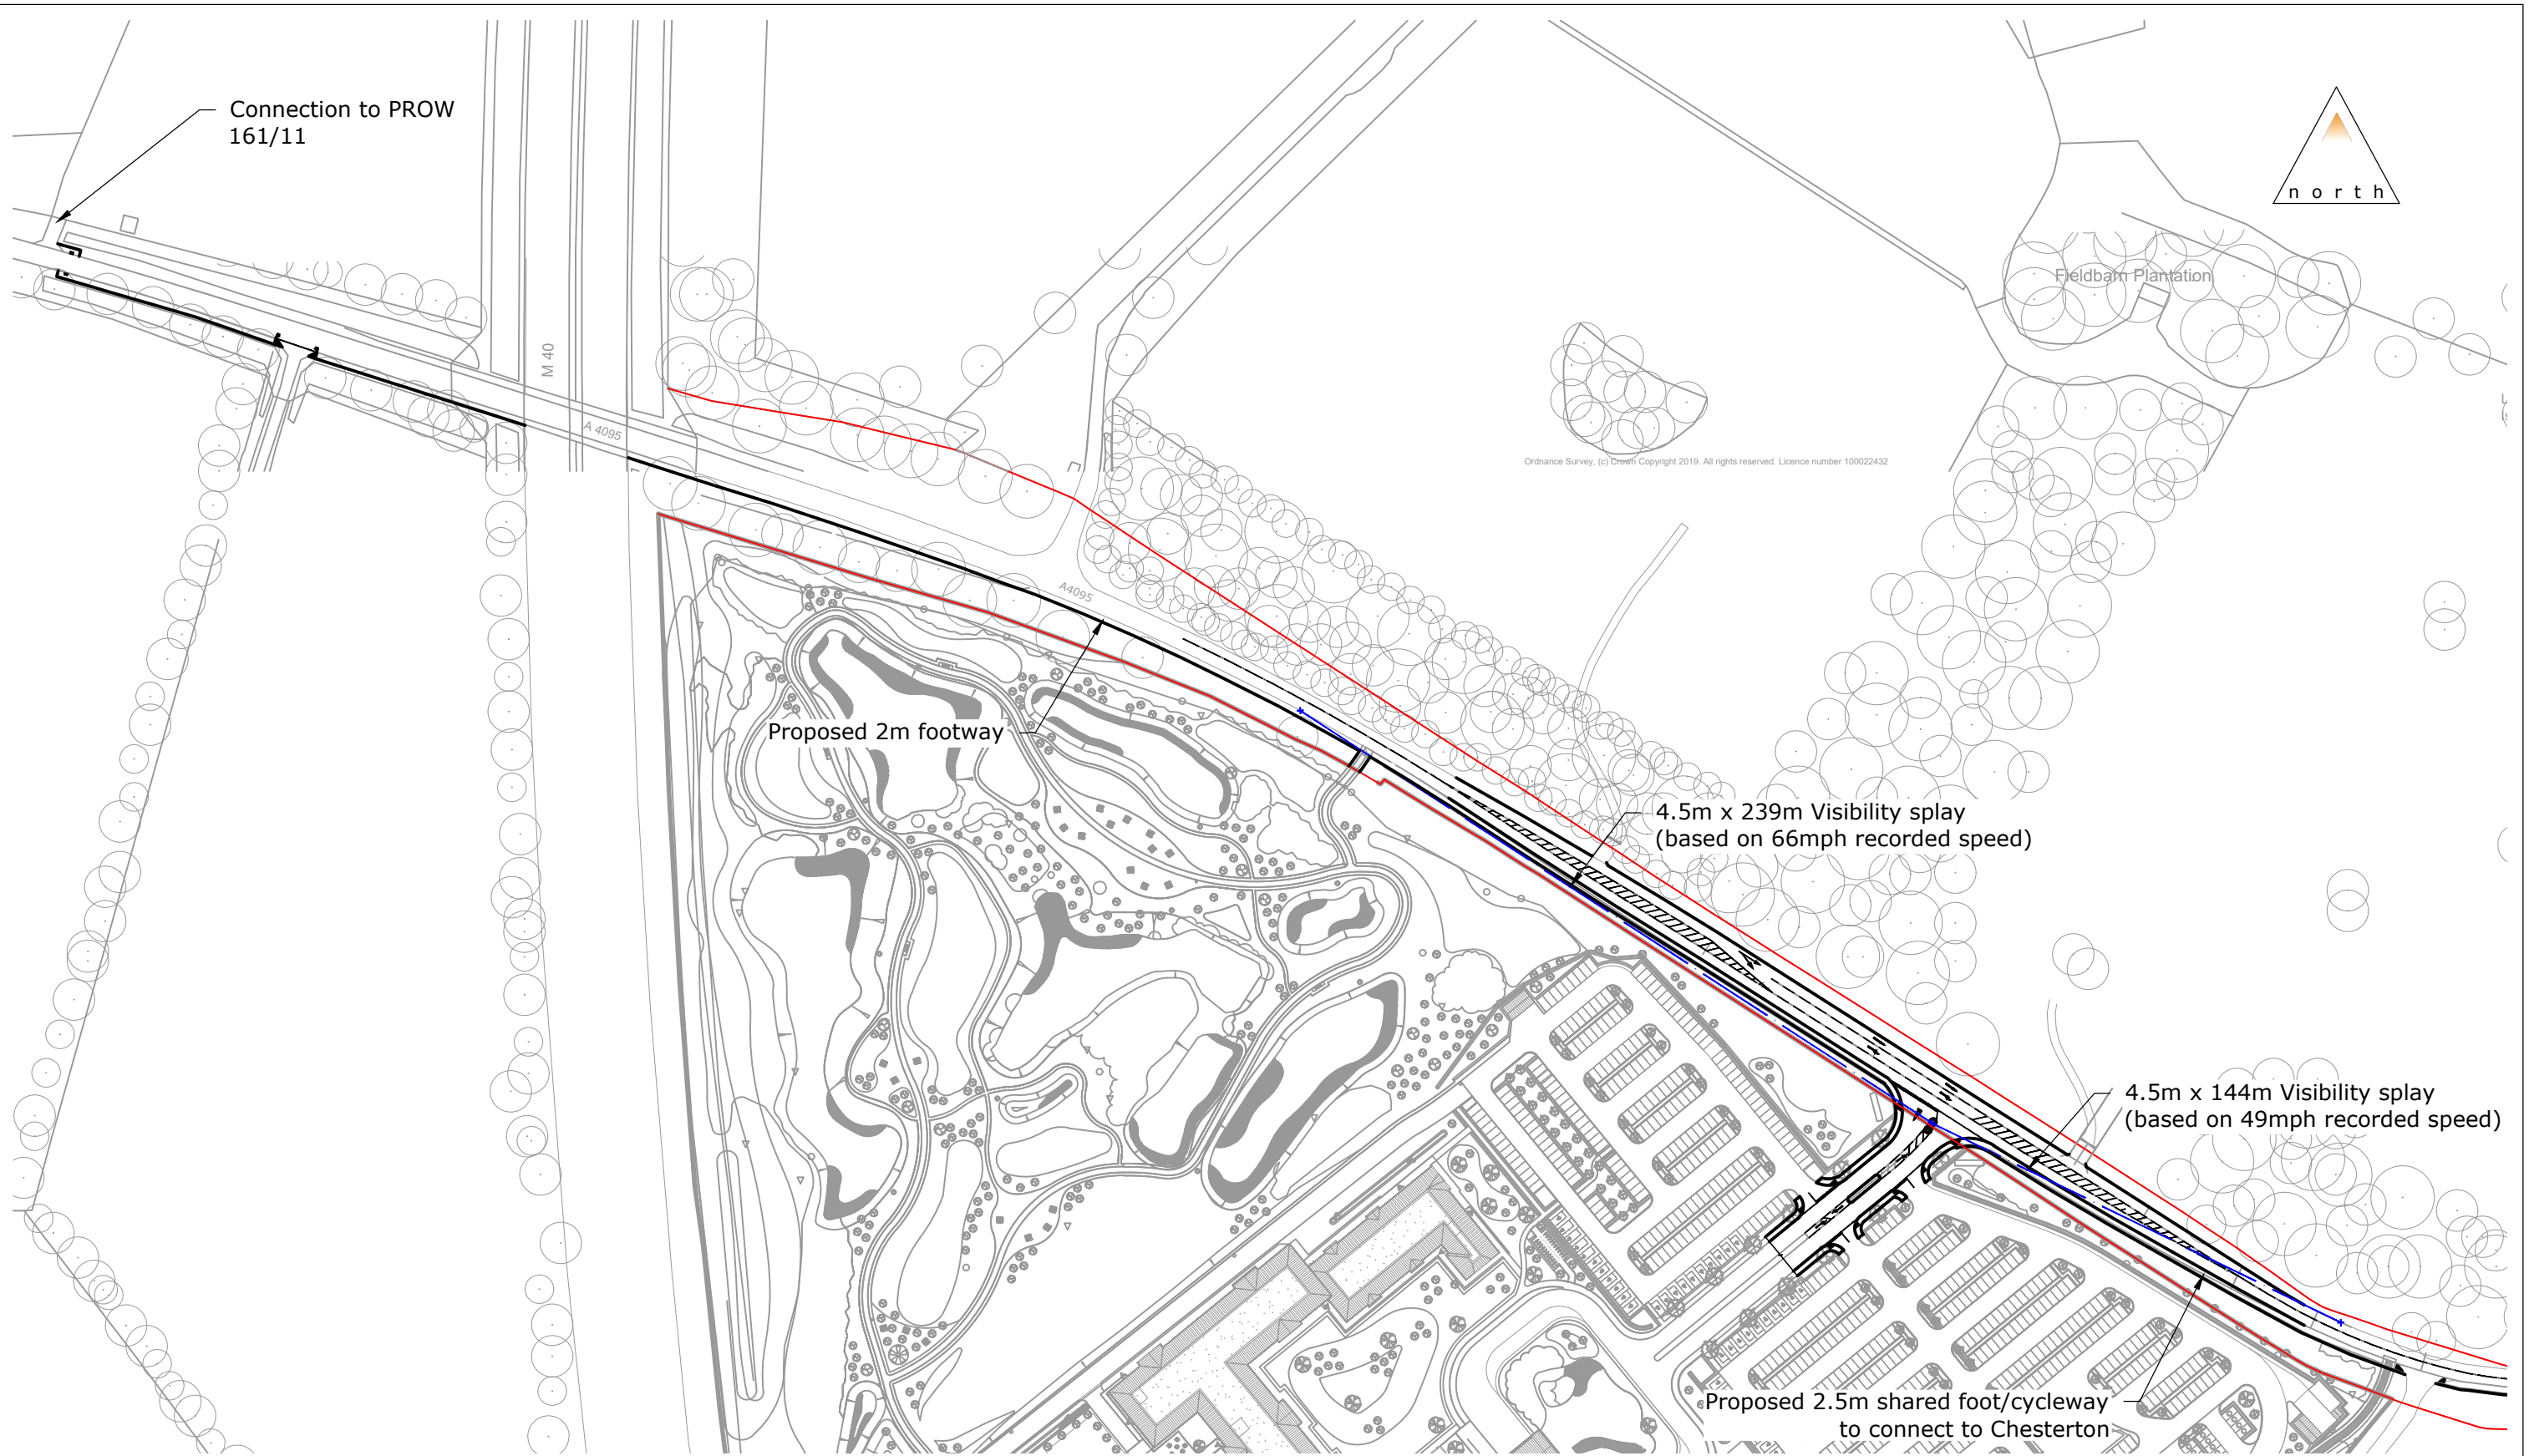 Connection to PROW
161/11
n o r t h
Fieldbarn Plantation
M 40
A 4095
Ordnance Survey, (c) Crown Copyright 2019. All rights reserved. Licence number 100022432
A4095
Proposed 2m footway
4.5m x 239m Visibility splay
(based on 66mph recorded speed)
4.5m x 144m Visibility splay
(based on 49mph recorded speed)
Proposed 2.5m shared foot/cycleway
to connect to Chesterton